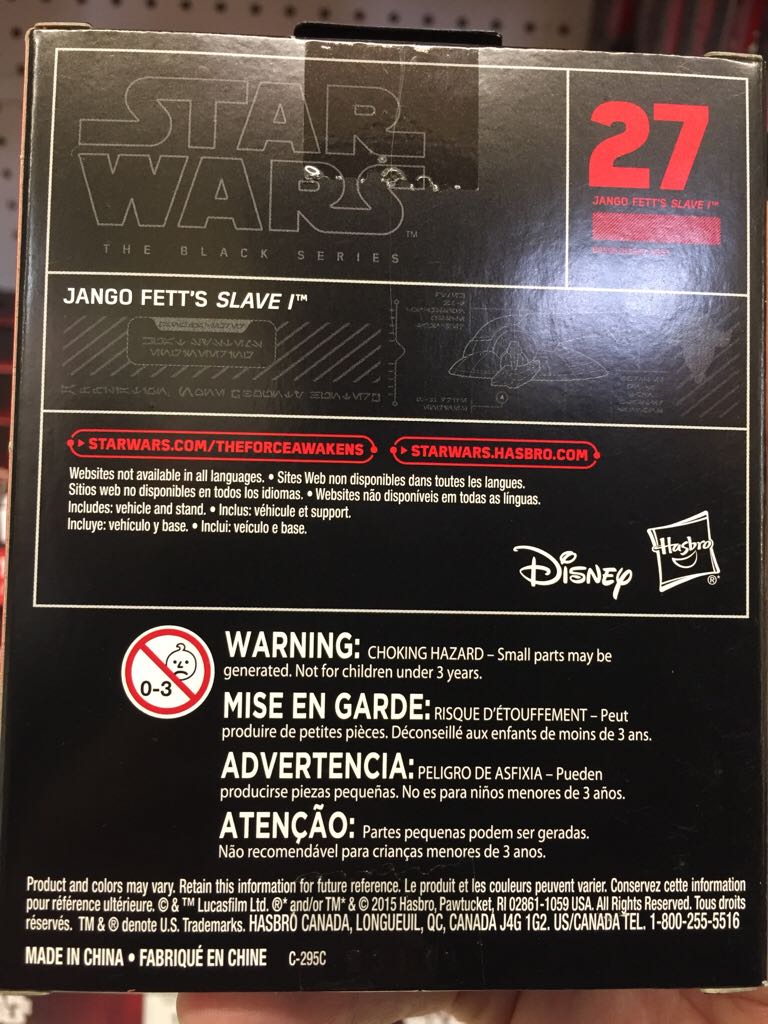 STAR
WARS
TM
THE BLACK SERIES
27
JANGO FETT'S SLAVE I™
JANGO FETT'S SLAVE I™
STARWARS.COM/THEFORCEAWAKENS
STARWARS.HASBRO.COM
Websites not available in all languages. • Sites Web non disponibles dans toutes les langues.
Sitios web no disponibles en todos los idiomas. • Websites não disponíveis em todas as línguas.
Includes: vehicle and stand. • Inclus: véhicule et support.
Incluye: vehículo y base. • Inclui: veículo e base.
Disney
Hasbro
®*
0-3
WARNING: CHOKING HAZARD – Small parts may be
generated. Not for children under 3 years.
MISE EN GARDE: RISQUE D'ÉTOUFFEMENT – Peut
produire de petites pièces. Déconseillé aux enfants de moins de 3 ans.
ADVERTENCIA: PELIGRO DE ASFIXIA – Pueden
producirse piezas pequeñas. No es para niños menores de 3 años.
ATENÇÃO: Partes pequenas podem ser geradas.
Não recomendável para crianças menores de 3 anos.
Product and colors may vary. Retain this information for future reference. Le produit et les couleurs peuvent varier. Conservez cette information
pour référence ultérieure. © & ™ Lucasfilm Ltd. ®* and/or TM* & © 2015 Hasbro, Pawtucket, RI 02861-1059 USA. All Rights Reserved. Tous droits
réservés. TM & ® denote U.S. Trademarks. HASBRO CANADA, LONGUEUIL, QC, CANADA J4G 1G2. US/CANADA TEL. 1-800-255-5516
MADE IN CHINA • FABRIQUÉ EN CHINE C-295C